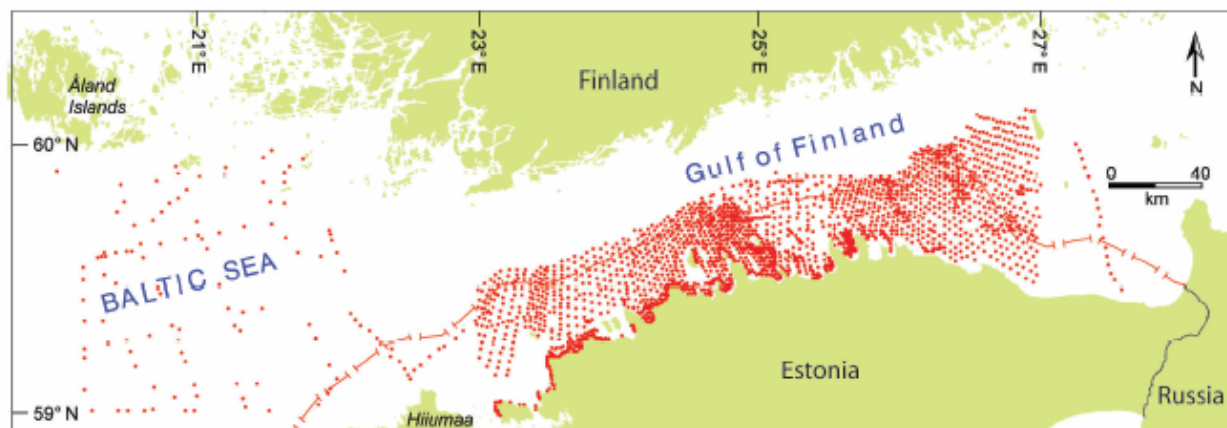 21° E
23° E
25° E
27° E
Åland
Islands
Finland
N
60° N
Gulf of Finland
0 40
km
BALTIC SEA
Estonia
59° N
Hiiumaa
Russia